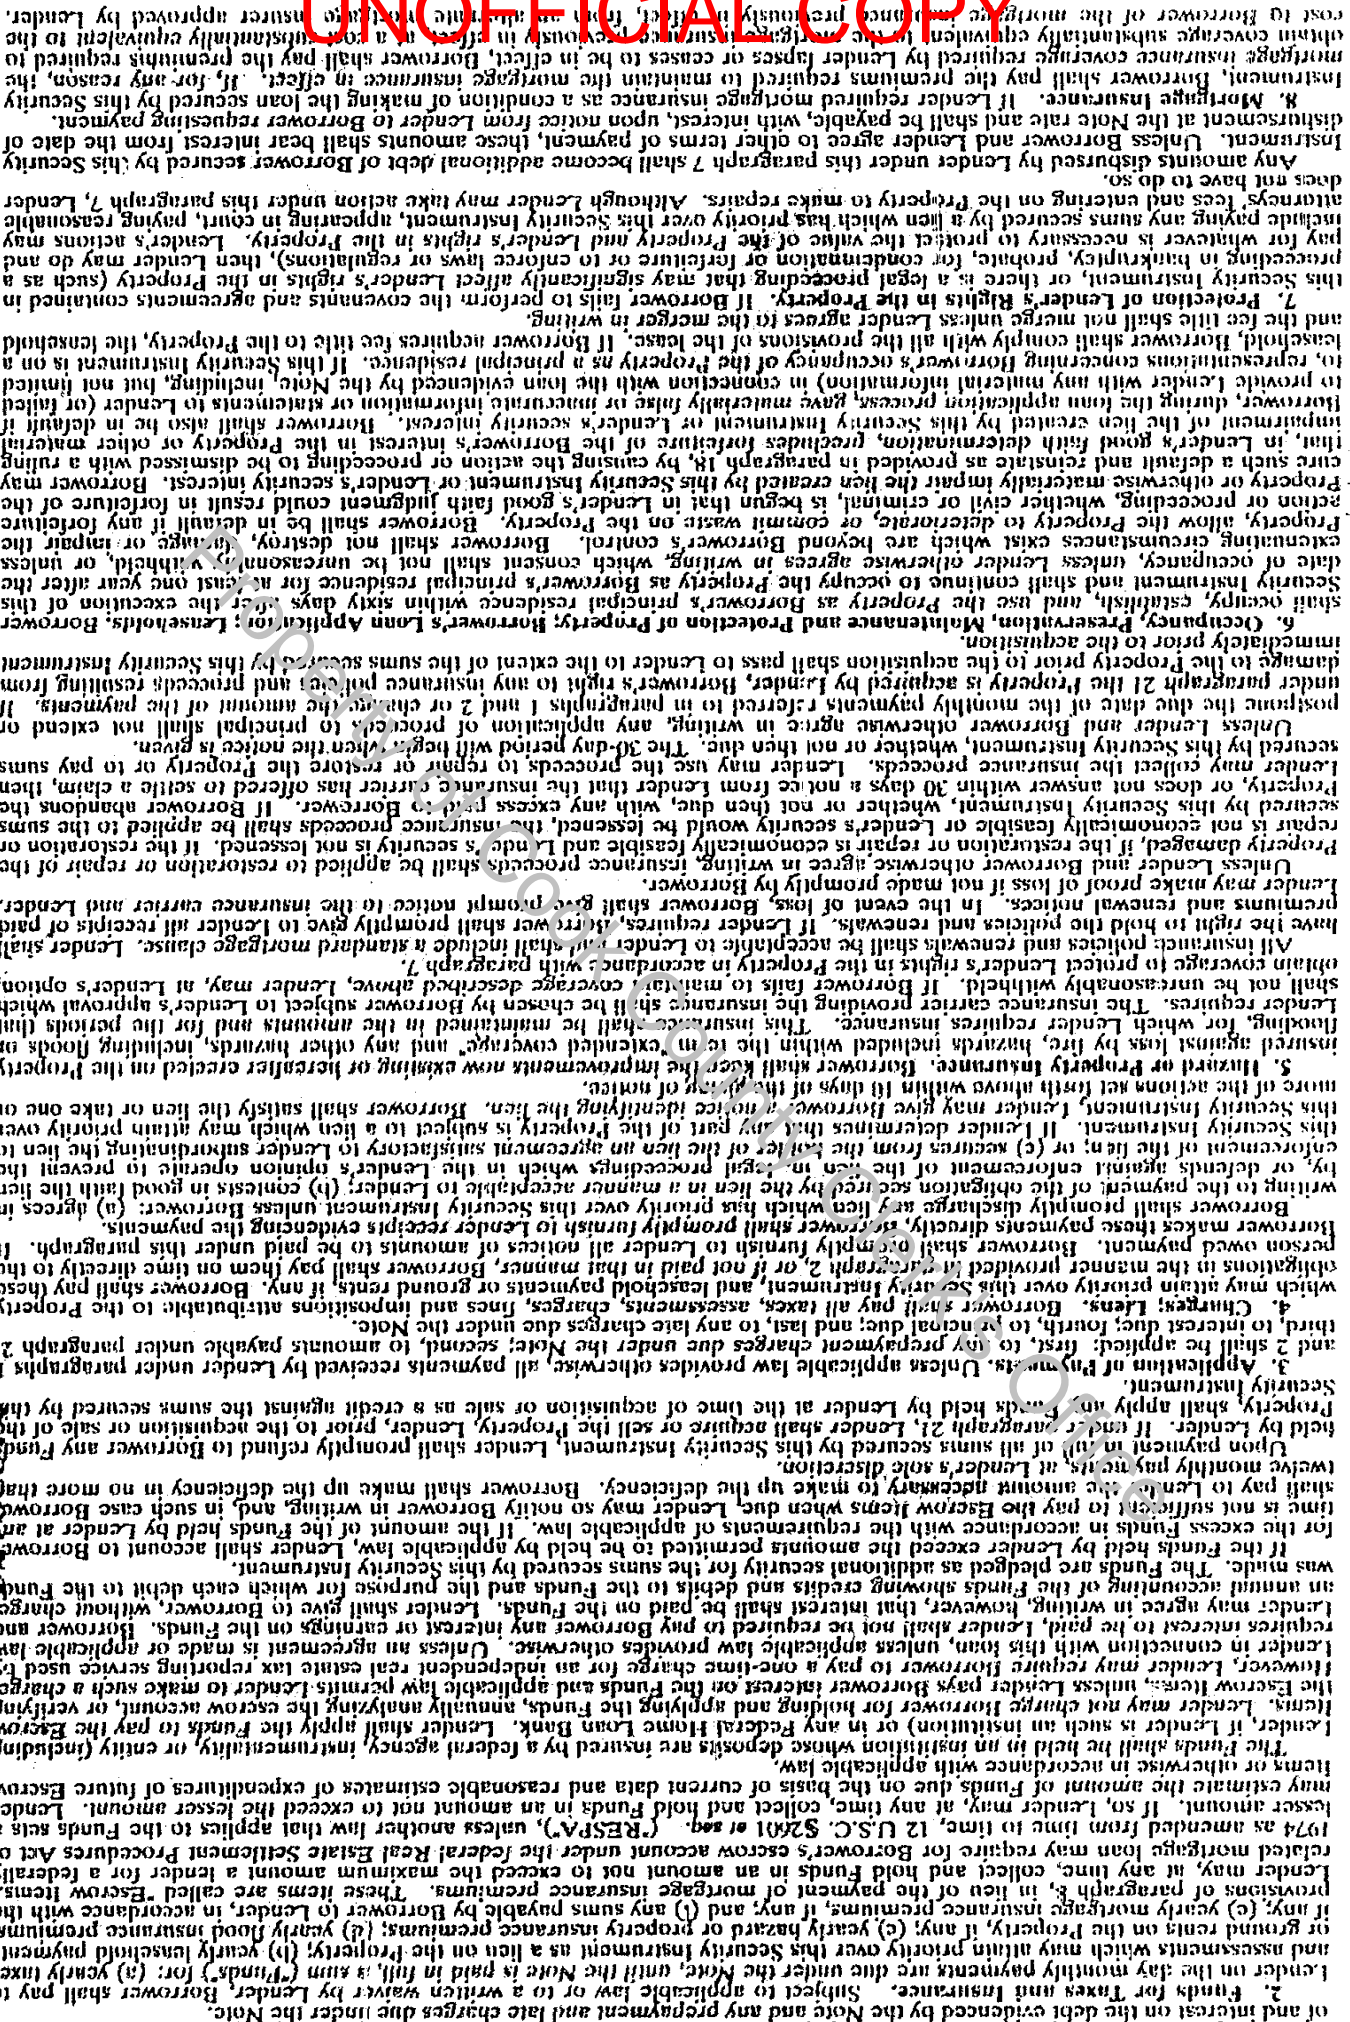 UNOFFICIAL COPY
of and interest on the debt evidenced by the Note and any prepayment and late charges due under the Note.
2. Funds for Taxes and Insurance. Subject to applicable law or to a written waiver by Lender, Borrower shall pay to
Lender on the day monthly payments are due under the Note, until the Note is paid in full, a sum ("Funds") for: (a) yearly taxes
and assessments which may attain priority over this Security Instrument as a lien on the Property; (b) yearly leasehold payments
or ground rents on the Property, if any; (c) yearly hazard or property insurance premiums; (d) yearly flood insurance premiums,
if any; (e) yearly mortgage insurance premiums, if any; and (f) any sums payable by Borrower to Lender, in accordance with the
provisions of paragraph 8, in lieu of the payment of mortgage insurance premiums. These items are called "Escrow Items."
Lender may, at any time, collect and hold Funds in an amount not to exceed the maximum amount a lender for a federally
related mortgage loan may require for Borrower's escrow account under the federal Real Estate Settlement Procedures Act of
1974 as amended from time to time, 12 U.S.C. §2601 et seq. ("RESPA"), unless another law that applies to the Funds sets a
lesser amount. If so, Lender may, at any time, collect and hold Funds in an amount not to exceed the lesser amount. Lender
may estimate the amount of Funds due on the basis of current data and reasonable estimates of expenditures of future Escrow
Items or otherwise in accordance with applicable law.
The Funds shall be held in an institution whose deposits are insured by a federal agency, instrumentality, or entity (including
Lender, if Lender is such an institution) or in any Federal Home Loan Bank. Lender shall apply the Funds to pay the Escrow
Items. Lender may not charge Borrower for holding and applying the Funds, annually analyzing the escrow account, or verifying
the Escrow Items, unless Lender pays Borrower interest on the Funds and applicable law permits Lender to make such a charge.
However, Lender may require Borrower to pay a one-time charge for an independent real estate tax reporting service used by
Lender in connection with this loan, unless applicable law provides otherwise. Unless an agreement is made or applicable law
requires interest to be paid, Lender shall not be required to pay Borrower any interest or earnings on the Funds. Borrower and
Lender may agree in writing, however, that interest shall be paid on the Funds. Lender shall give to Borrower, without charge,
an annual accounting of the Funds showing credits and debits to the Funds and the purpose for which each debit to the Funds
was made. The Funds are pledged as additional security for the sums secured by this Security Instrument.
If the Funds held by Lender exceed the amounts permitted to be held by applicable law, Lender shall account to Borrower
for the excess Funds in accordance with the requirements of applicable law. If the amount of the Funds held by Lender at any
time is not sufficient to pay the Escrow Items when due, Lender may so notify Borrower in writing, and in such case Borrower
shall pay to Lender the amount necessary to make up the deficiency. Borrower shall make up the deficiency in no more than
twelve monthly payments, at Lender's sole discretion.
Upon payment in full of all sums secured by this Security Instrument, Lender shall promptly refund to Borrower any Funds
held by Lender. If under paragraph 21, Lender shall acquire or sell the Property, Lender, prior to the acquisition or sale of the
Property, shall apply any Funds held by Lender at the time of acquisition or sale as a credit against the sums secured by this
Security Instrument.
3. Application of Payments. Unless applicable law provides otherwise, all payments received by Lender under paragraphs 1
and 2 shall be applied: first, to any prepayment charges due under the Note; second, to amounts payable under paragraph 2;
third, to interest due; fourth, to principal due; and last, to any late charges due under the Note.
4. Charges; Liens. Borrower shall pay all taxes, assessments, charges, fines and impositions attributable to the Property
which may attain priority over this Security Instrument, and leasehold payments or ground rents, if any. Borrower shall pay these
obligations in the manner provided in paragraph 2, or if not paid in that manner, Borrower shall pay them on time directly to the
person owed payment. Borrower shall promptly furnish to Lender all notices of amounts to be paid under this paragraph. If
Borrower makes these payments directly, Borrower shall promptly furnish to Lender receipts evidencing the payments.
Borrower shall promptly discharge any lien which has priority over this Security Instrument unless Borrower: (a) agrees in
writing to the payment of the obligation secured by the lien in a manner acceptable to Lender; (b) contests in good faith the lien
by, or defends against enforcement of the lien in, legal proceedings which in the Lender's opinion operate to prevent the
enforcement of the lien; or (c) secures from the holder of the lien an agreement satisfactory to Lender subordinating the lien to
this Security Instrument. If Lender determines that any part of the Property is subject to a lien which may attain priority over
this Security Instrument, Lender may give Borrower a notice identifying the lien. Borrower shall satisfy the lien or take one or
more of the actions set forth above within 10 days of the giving of notice.
5. Hazard or Property Insurance. Borrower shall keep the improvements now existing or hereafter erected on the Property
insured against loss by fire, hazards included within the term "extended coverage" and any other hazards, including floods or
flooding, for which Lender requires insurance. This insurance shall be maintained in the amounts and for the periods that
Lender requires. The insurance carrier providing the insurance shall be chosen by Borrower subject to Lender's approval which
shall not be unreasonably withheld. If Borrower fails to maintain coverage described above, Lender may, at Lender's option,
obtain coverage to protect Lender's rights in the Property in accordance with paragraph 7.
All insurance policies and renewals shall be acceptable to Lender and shall include a standard mortgage clause. Lender shall
have the right to hold the policies and renewals. If Lender requires, Borrower shall promptly give to Lender all receipts of paid
premiums and renewal notices. In the event of loss, Borrower shall give prompt notice to the insurance carrier and Lender.
Lender may make proof of loss if not made promptly by Borrower.
Unless Lender and Borrower otherwise agree in writing, insurance proceeds shall be applied to restoration or repair of the
Property damaged, if the restoration or repair is economically feasible and Lender's security is not lessened. If the restoration or
repair is not economically feasible or Lender's security would be lessened, the insurance proceeds shall be applied to the sums
secured by this Security Instrument, whether or not then due, with any excess paid to Borrower. If Borrower abandons the
Property, or does not answer within 30 days a notice from Lender that the insurance carrier has offered to settle a claim, then
Lender may collect the insurance proceeds. Lender may use the proceeds to repair or restore the Property or to pay sums
secured by this Security Instrument, whether or not then due. The 30-day period will begin when the notice is given.
Unless Lender and Borrower otherwise agree in writing, any application of proceeds to principal shall not extend or
postpone the due date of the monthly payments referred to in paragraphs 1 and 2 or change the amount of the payments. If
under paragraph 21 the Property is acquired by Lender, Borrower's right to any insurance policies and proceeds resulting from
damage to the Property prior to the acquisition shall pass to Lender to the extent of the sums secured by this Security Instrument
immediately prior to the acquisition.
6. Occupancy, Preservation, Maintenance and Protection of Property; Borrower's Loan Application; Leaseholds. Borrower
shall occupy, establish, and use the Property as Borrower's principal residence within sixty days after the execution of this
Security Instrument and shall continue to occupy the Property as Borrower's principal residence for at least one year after the
date of occupancy, unless Lender otherwise agrees in writing, which consent shall not be unreasonably withheld, or unless
extenuating circumstances exist which are beyond Borrower's control. Borrower shall not destroy, damage or impair the
Property, allow the Property to deteriorate, or commit waste on the Property. Borrower shall be in default if any forfeiture
action or proceeding, whether civil or criminal, is begun that in Lender's good faith judgment could result in forfeiture of the
Property or otherwise materially impair the lien created by this Security Instrument or Lender's security interest. Borrower may
cure such a default and reinstate as provided in paragraph 18, by causing the action or proceeding to be dismissed with a ruling
that, in Lender's good faith determination, precludes forfeiture of the Borrower's interest in the Property or other material
impairment of the lien created by this Security Instrument or Lender's security interest. Borrower shall also be in default if
Borrower, during the loan application process, gave materially false or inaccurate information or statements to Lender (or failed
to provide Lender with any material information) in connection with the loan evidenced by the Note, including, but not limited
to, representations concerning Borrower's occupancy of the Property as a principal residence. If this Security Instrument is on a
leasehold, Borrower shall comply with all the provisions of the lease. If Borrower acquires fee title to the Property, the leasehold
and the fee title shall not merge unless Lender agrees to the merger in writing.
7. Protection of Lender's Rights in the Property. If Borrower fails to perform the covenants and agreements contained in
this Security Instrument, or there is a legal proceeding that may significantly affect Lender's rights in the Property (such as a
proceeding in bankruptcy, probate, for condemnation or forfeiture or to enforce laws or regulations), then Lender may do and
pay for whatever is necessary to protect the value of the Property and Lender's rights in the Property. Lender's actions may
include paying any sums secured by a lien which has priority over this Security Instrument, appearing in court, paying reasonable
attorneys' fees and entering on the Property to make repairs. Although Lender may take action under this paragraph 7, Lender
does not have to do so.
Any amounts disbursed by Lender under this paragraph 7 shall become additional debt of Borrower secured by this Security
Instrument. Unless Borrower and Lender agree to other terms of payment, these amounts shall bear interest from the date of
disbursement at the Note rate and shall be payable, with interest, upon notice from Lender to Borrower requesting payment.
8. Mortgage Insurance. If Lender required mortgage insurance as a condition of making the loan secured by this Security
Instrument, Borrower shall pay the premiums required to maintain the mortgage insurance in effect. If, for any reason, the
mortgage insurance coverage required by Lender lapses or ceases to be in effect, Borrower shall pay the premiums required to
obtain coverage substantially equivalent to the mortgage insurance previously in effect, at a cost substantially equivalent to the
cost to Borrower of the mortgage insurance previously in effect, from an alternate mortgage insurer approved by Lender.
Property of Cook County Clerk's Office